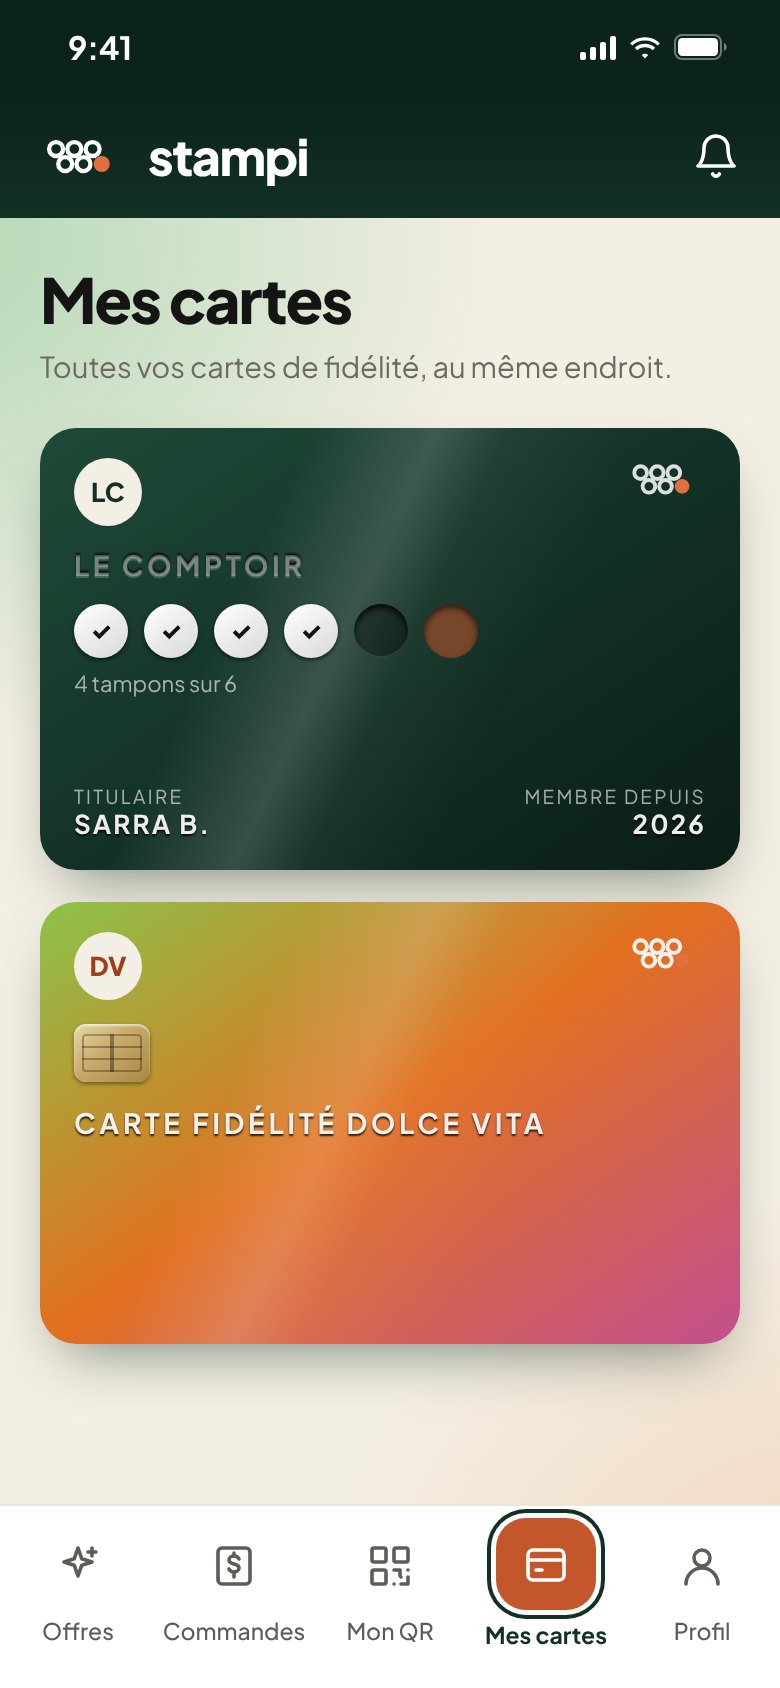 9:41
stampi
Mes cartes
Toutes vos cartes de fidélité, au même endroit.
LC
LE COMPTOIR
4 tampons sur 6
TITULAIRE
MEMBRE DEPUIS
SARRA B.
2026
DV
CARTE FIDÉLITÉ DOLCE VITA
Offres
Commandes
Mon QR
Mes cartes
Profil